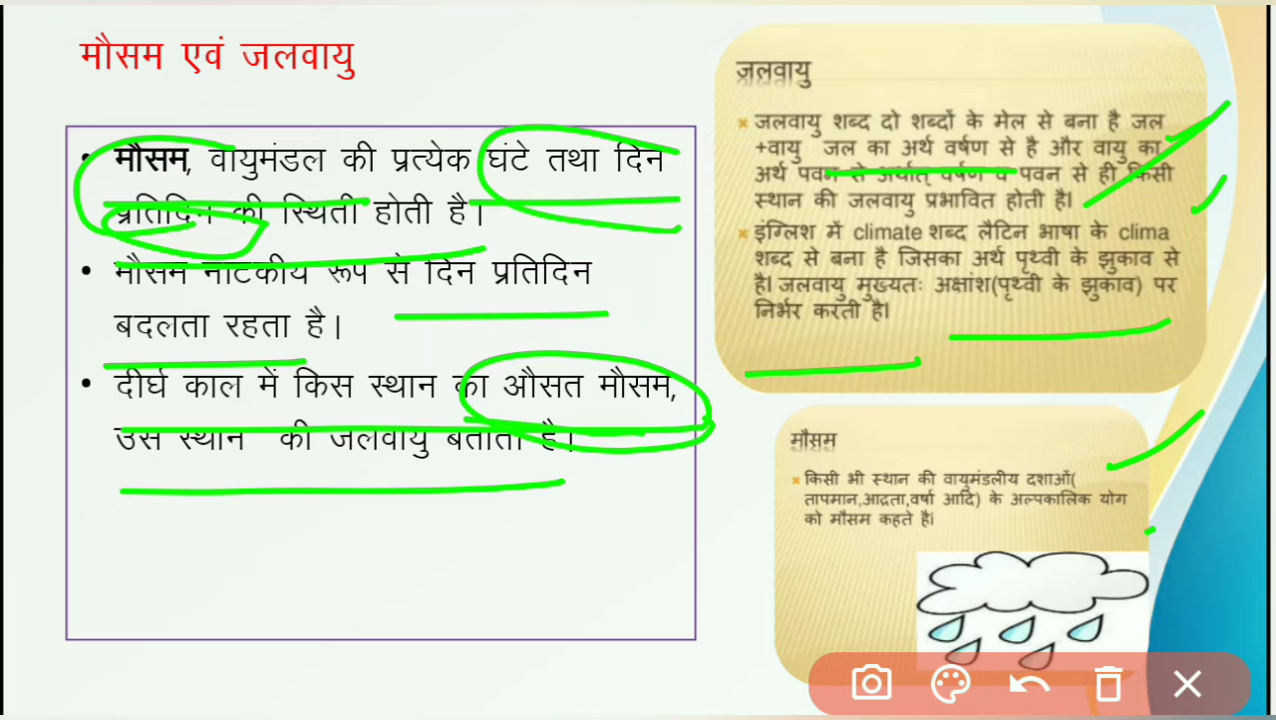 मौसम एवं जलवायु
• मौसम, वायुमंडल की प्रत्येक घंटे तथा दिन
प्रतिदिन की स्थिती होती है।
• मौसम नाटकीय रूप से दिन प्रतिदिन
बदलता रहता है।
• दीर्घ काल में किस स्थान का औसत मौसम,
उस स्थान की जलवायु बताता है।
जलवायु
जलवायु शब्द दो शब्दों के मेल से बना है जल
+वायु जल का अर्थ वर्षण से है और वायु का
अर्थ पवन से अर्थात् वर्षण व पवन से ही किसी
स्थान की जलवायु प्रभावित होती है।
इंग्लिश में climate शब्द लैटिन भाषा के clima
शब्द से बना है जिसका अर्थ पृथ्वी के झुकाव से
है। जलवायु मुख्यतः अक्षांश(पृथ्वी के झुकाव) पर
निर्भर करती है।
मौसम
किसी भी स्थान की वायुमंडलीय दशाओं(
तापमान,आद्रता,वर्षा आदि) के अल्पकालिक योग
को मौसम कहते है।